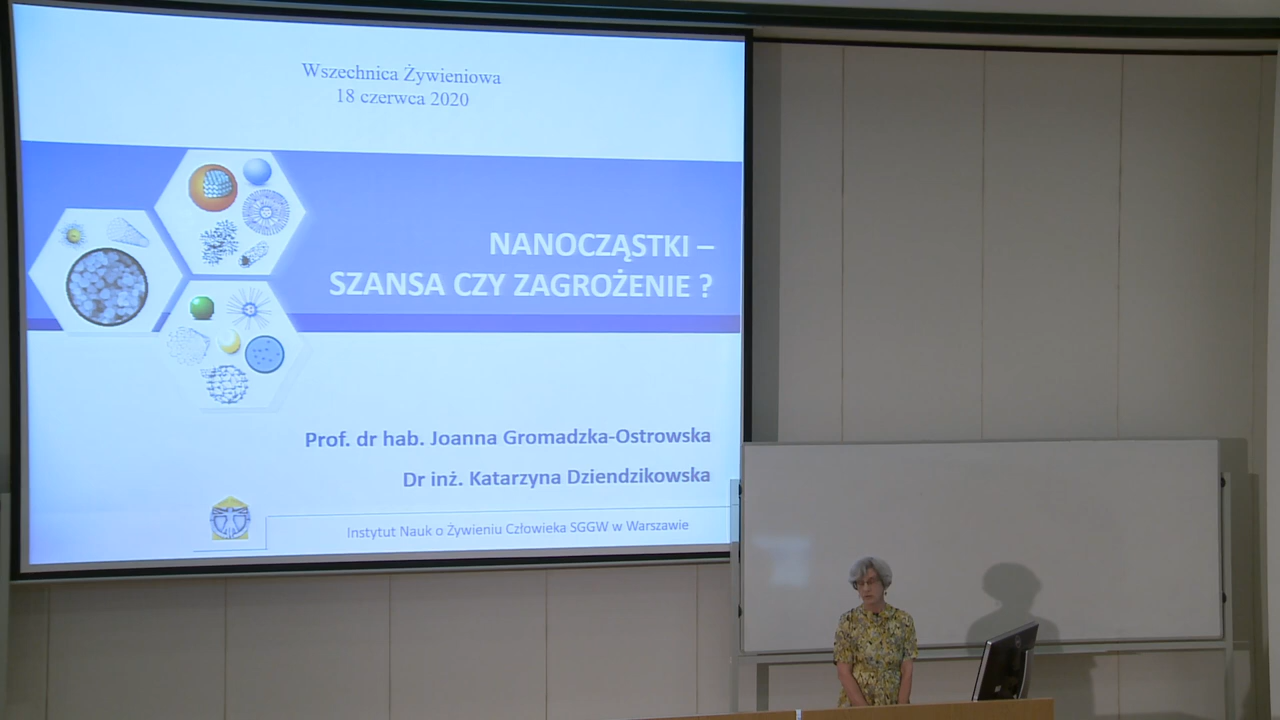 Wszechnica Żywieniowa
18 czerwca 2020
NANOCZĄSTKI –
SZANSA CZY ZAGROŻENIE ?
Prof. dr hab. Joanna Gromadzka-Ostrowska
Dr inż. Katarzyna Dziendzikowska
Instytut Nauk o Żywieniu Człowieka SGGW w Warszawie